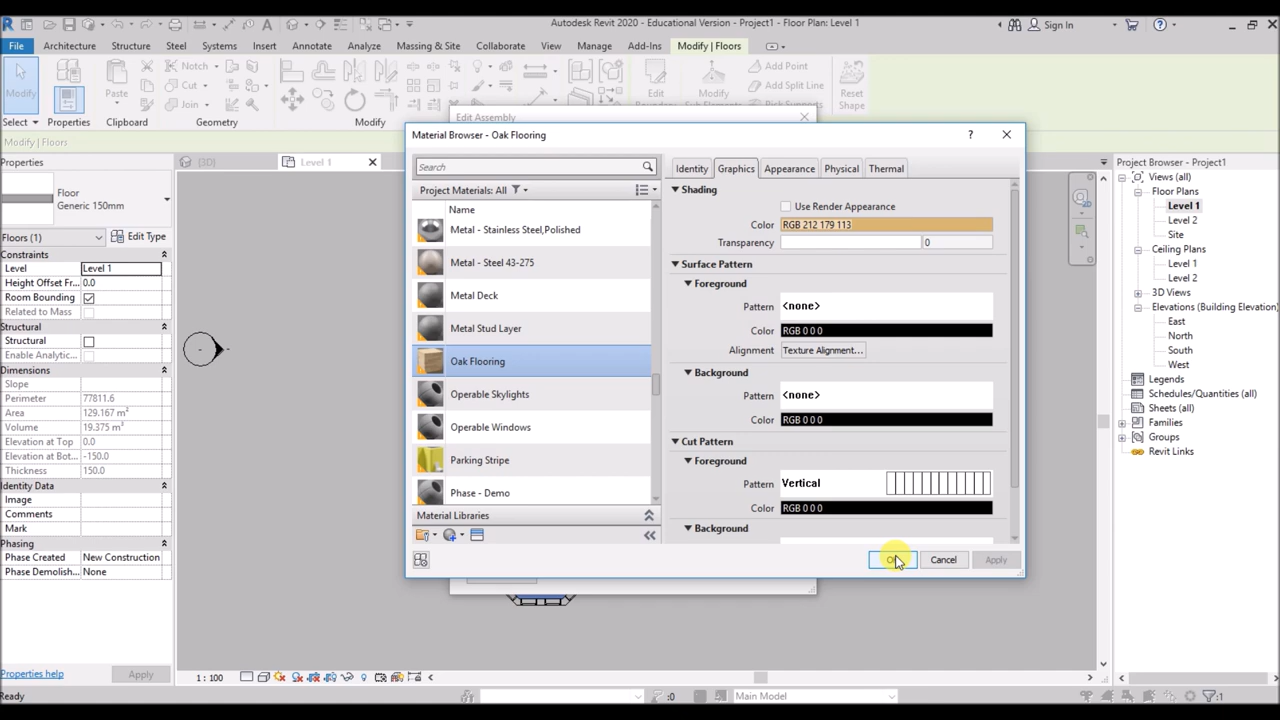 Autodesk Revit 2020 - Educational Version - Project1 - Floor Plan: Level 1
Sign In
File Architecture Structure Steel Systems Insert Annotate Analyze Massing & Site Collaborate View Manage Add-Ins Modify | Floors
Modify
Properties
Paste
Notch
Cut
Join
Edit
Modify
Add Point
Add Split Line
Reset
Shape
Select Properties Clipboard Geometry Modify
Modify | Floors
Edit Assembly
Properties
{3D}
Level 1
Floor
Generic 150mm
Floors (1)
Edit Type
Constraints
Level Level 1
Height Offset Fr... 0.0
Room Bounding
Related to Mass
Structural
Structural
Enable Analytic...
Dimensions
Slope
Perimeter 77811.6
Area 129.167 m²
Volume 19.375 m³
Elevation at Top 0.0
Elevation at Bot... -150.0
Thickness 150.0
Identity Data
Image
Comments
Mark
Phasing
Phase Created New Construction
Phase Demolish... None
Properties help
Apply
Material Browser - Oak Flooring
?
Search
Project Materials: All
Name
Metal - Stainless Steel,Polished
Metal - Steel 43-275
Metal Deck
Metal Stud Layer
Oak Flooring
Operable Skylights
Operable Windows
Parking Stripe
Phase - Demo
Material Libraries
Identity Graphics Appearance Physical Thermal
Shading
Use Render Appearance
Color RGB 212 179 113
Transparency 0
Surface Pattern
Foreground
Pattern <none>
Color RGB 0 0 0
Alignment Texture Alignment...
Background
Pattern <none>
Color RGB 0 0 0
Cut Pattern
Foreground
Pattern Vertical
Color RGB 0 0 0
Background
Cancel
Apply
Project Browser - Project1
Views (all)
Floor Plans
Level 1
Level 2
Site
Ceiling Plans
Level 1
Level 2
3D Views
Elevations (Building Elevation)
East
North
South
West
Legends
Schedules/Quantities (all)
Sheets (all)
Families
Groups
Revit Links
1 : 100
Ready
:0
Main Model
:1